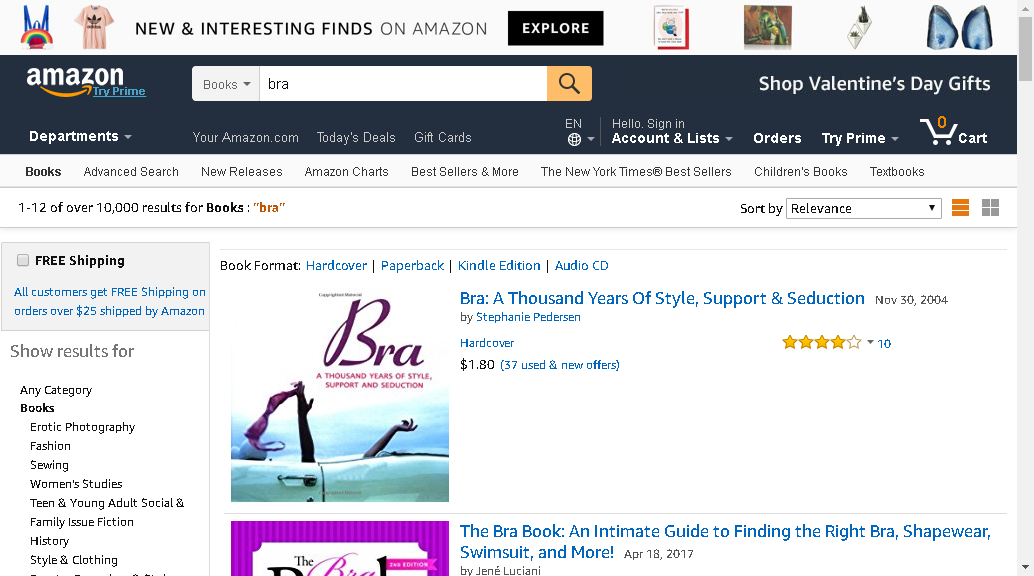 NEW & INTERESTING FINDS ON AMAZON EXPLORE
amazon
Try Prime
Books bra
Shop Valentine's Day Gifts
Departments
Your Amazon.com Today's Deals Gift Cards
EN
Hello. Sign in
Account & Lists
Orders
Try Prime
0
Cart
Books Advanced Search New Releases Amazon Charts Best Sellers & More The New York Times® Best Sellers Children's Books Textbooks
1-12 of over 10,000 results for Books : "bra"
Sort by Relevance
FREE Shipping
All customers get FREE Shipping on
orders over $25 shipped by Amazon
Show results for
Any Category
Books
Erotic Photography
Fashion
Sewing
Women's Studies
Teen & Young Adult Social &
Family Issue Fiction
History
Style & Clothing
Book Format: Hardcover | Paperback | Kindle Edition | Audio CD
Copyrighted Material
Bra
A THOUSAND YEARS OF STYLE,
SUPPORT AND SEDUCTION
Bra: A Thousand Years Of Style, Support & Seduction Nov 30, 2004
by Stephanie Pedersen
Hardcover
10
$1.80 (37 used & new offers)
The
Bra
2ND EDITION
The Bra Book: An Intimate Guide to Finding the Right Bra, Shapewear,
Swimsuit, and More! Apr 18, 2017
by Jené Luciani